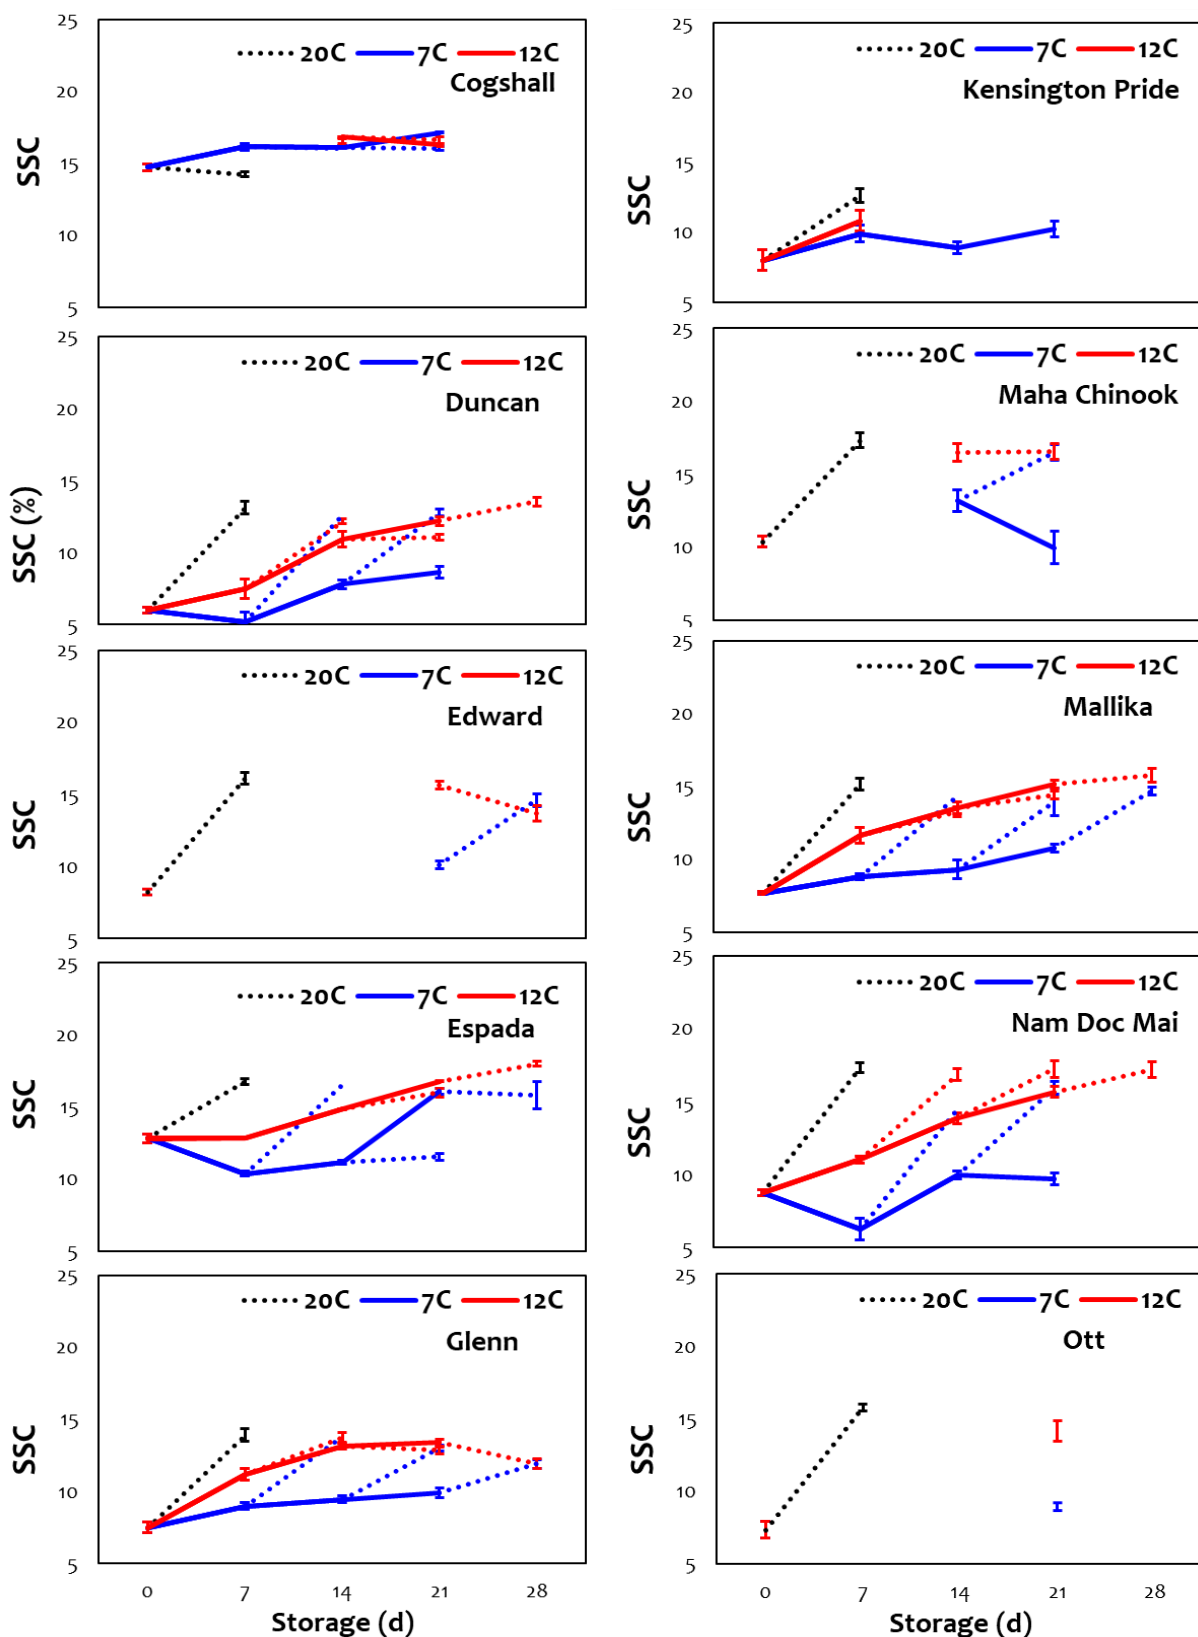 25
20C 7C 12C
Cogshall
20
SSC
15
10
5
25
20C 7C 12C
Kensington Pride
20
SSC
15
10
5
25
20C 7C 12C
Duncan
20
SSC (%)
15
10
5
25
20C 7C 12C
Maha Chinook
20
SSC
15
10
5
25
20C 7C 12C
Edward
20
SSC
15
10
5
25
20C 7C 12C
Mallika
20
SSC
15
10
5
25
20C 7C 12C
Espada
20
SSC
15
10
5
25
20C 7C 12C
Nam Doc Mai
20
SSC
15
10
5
25
20C 7C 12C
Glenn
20
SSC
15
10
5
0 7 14 21 28
Storage (d)
25
20C 7C 12C
Ott
20
SSC
15
10
5
0 7 14 21 28
Storage (d)